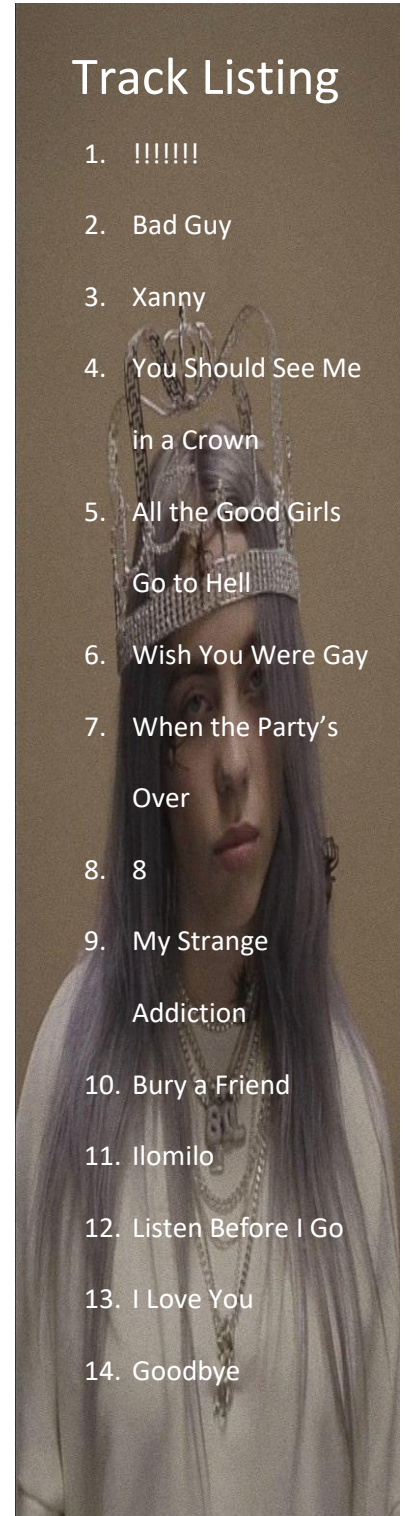 Track Listing
1. !!!!!!!
2. Bad Guy
3. Xanny
4. You Should See Me
in a Crown
5. All the Good Girls
Go to Hell
6. Wish You Were Gay
7. When the Party’s
Over
8. 8
9. My Strange
Addiction
10. Bury a Friend
11. Ilomilo
12. Listen Before I Go
13. I Love You
14. Goodbye